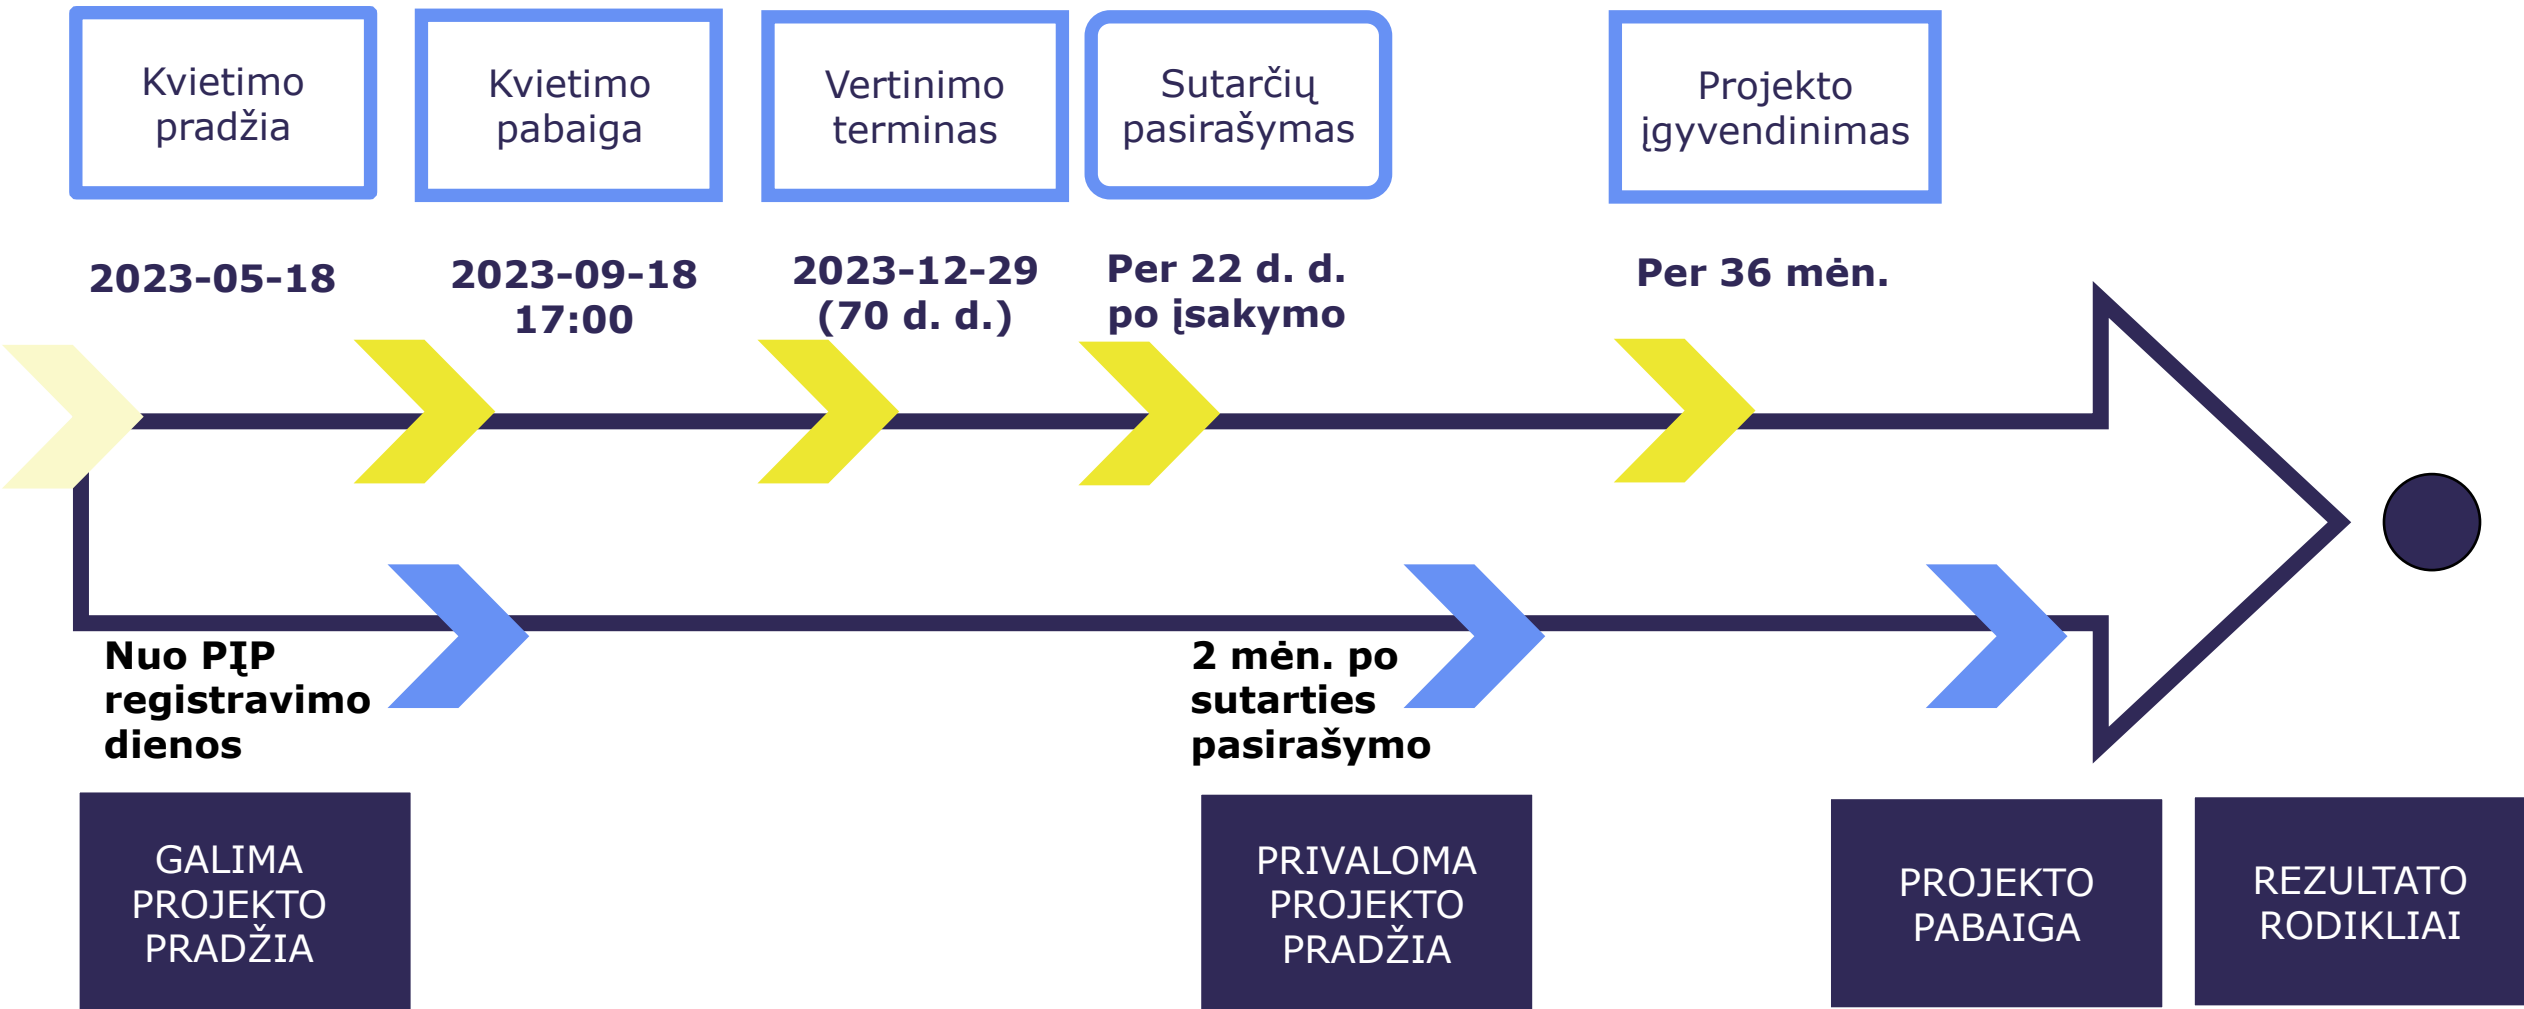 Kvietimo
pradžia
Kvietimo
pabaiga
Vertinimo
terminas
Sutarčių
pasirašymas
Projekto
įgyvendinimas
2023-05-18
2023-09-18
17:00
2023-12-29
(70 d. d.)
Per 22 d. d.
po įsakymo
Per 36 mėn.
Nuo PĮP
registravimo
dienos
2 mėn. po
sutarties
pasirašymo
GALIMA
PROJEKTO
PRADŽIA
PRIVALOMA
PROJEKTO
PRADŽIA
PROJEKTO
PABAIGA
REZULTATO
RODIKLIAI